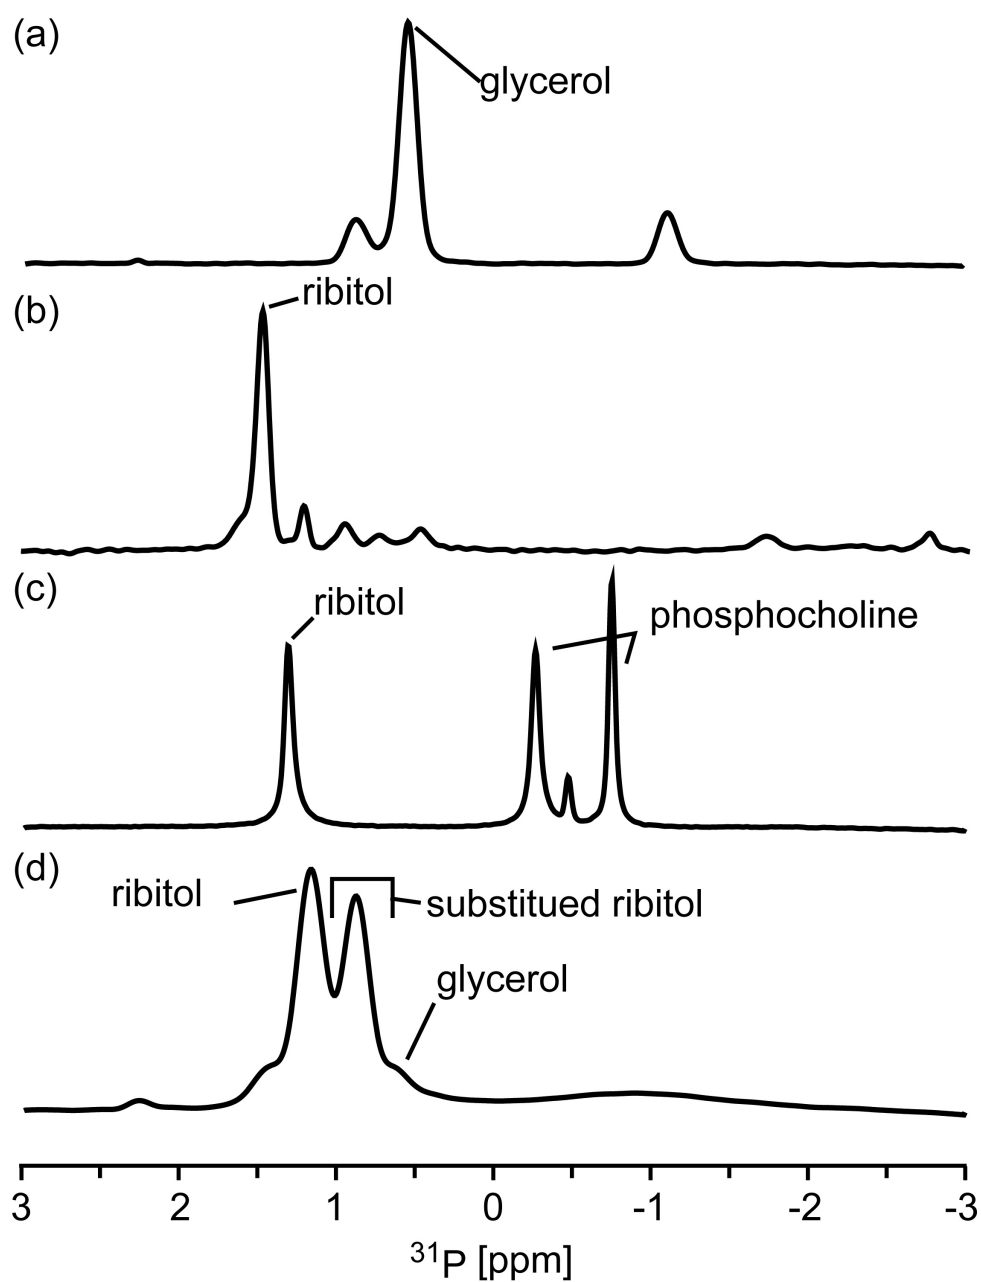 (a)
glycerol
(b)
ribitol
(c)
ribitol
phosphocholine
(d)
ribitol
substitued ribitol
glycerol
3 2 1 0 -1 -2 -3
³¹P [ppm]